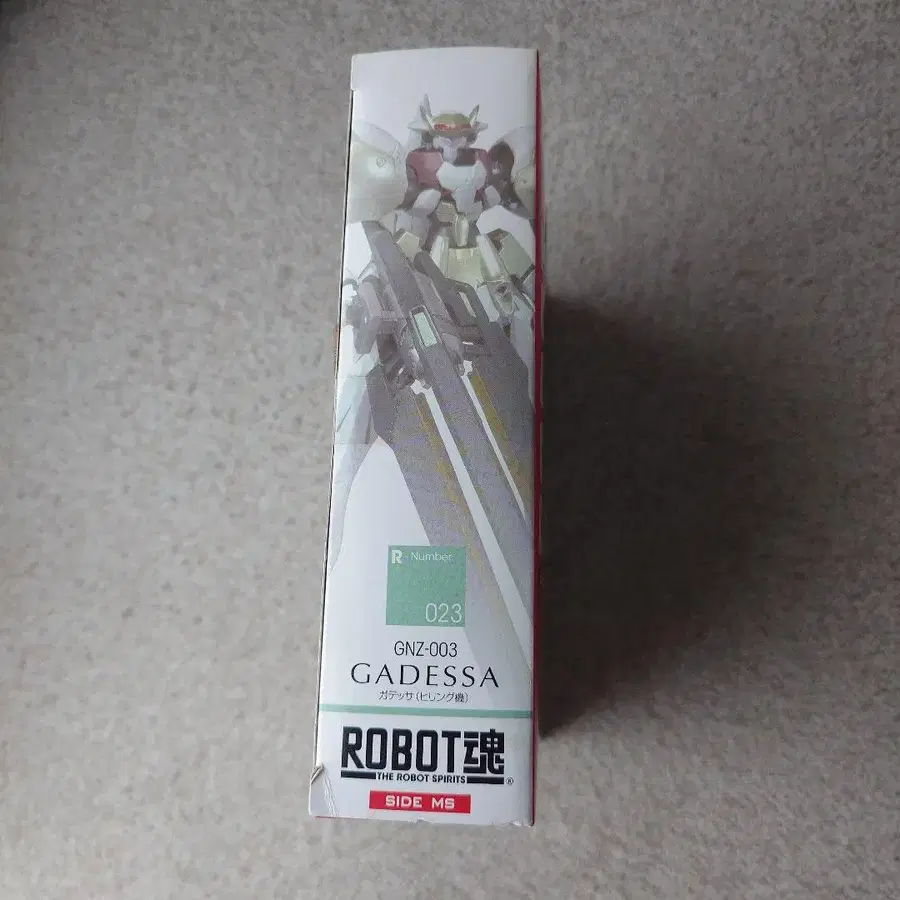 R - Number
023
GNZ-003
GADESSA
ガデッサ(ヒリング機)
ROBOT魂
THE ROBOT SPIRITS ®
SIDE MS